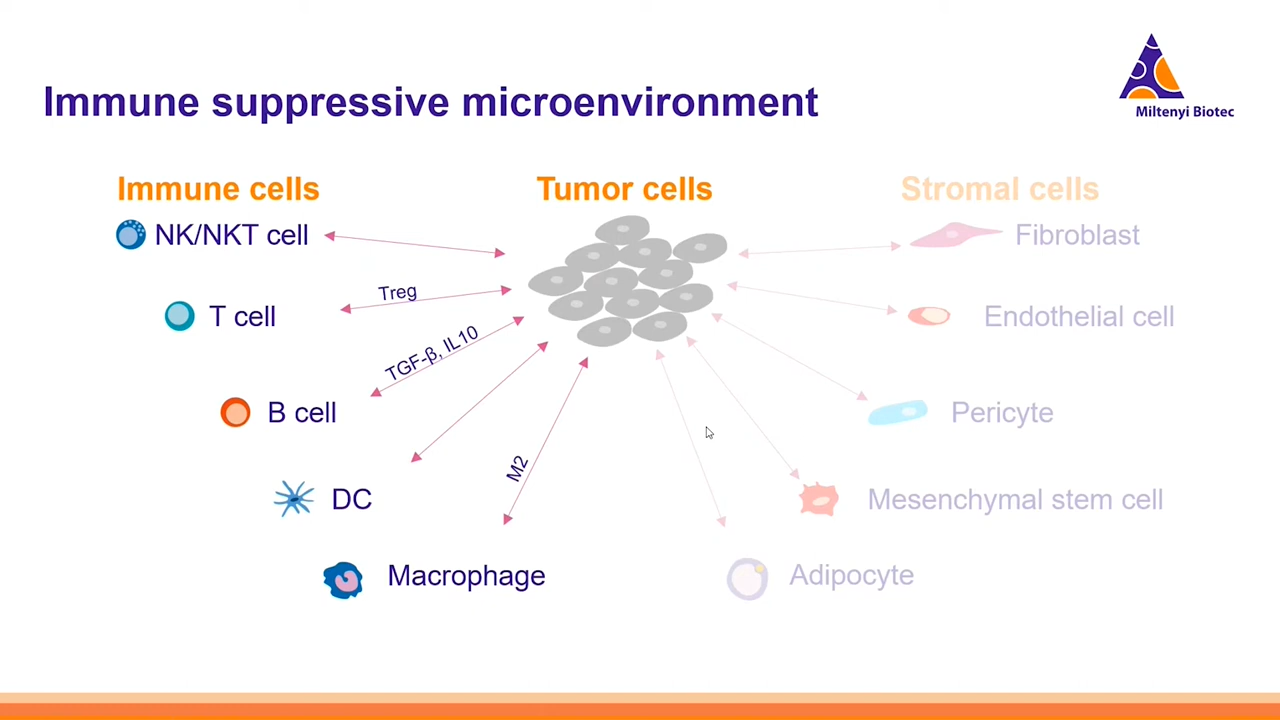 Immune suppressive microenvironment
Miltenyi Biotec
Immune cells
Tumor cells
Stromal cells
NK/NKT cell
Treg
T cell
TGF-β, IL10
B cell
DC
M2
Macrophage
Fibroblast
Endothelial cell
Pericyte
Mesenchymal stem cell
Adipocyte